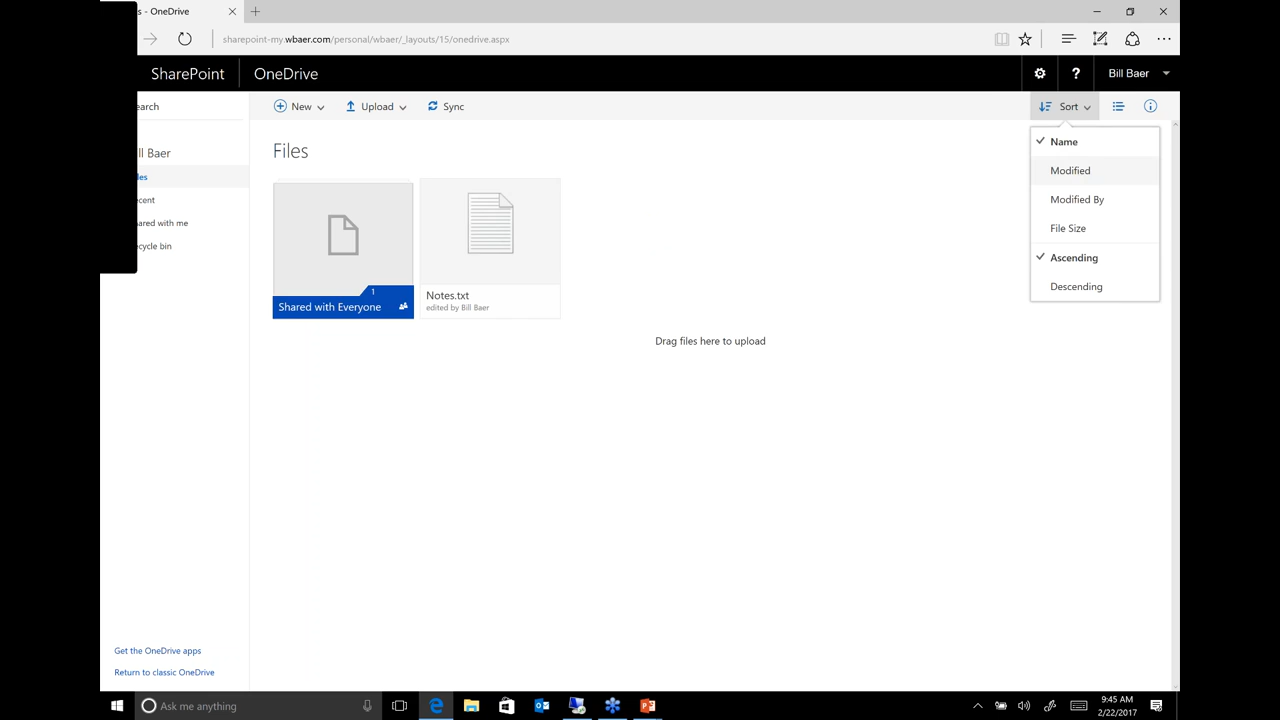 s - OneDrive
sharepoint-my.wbaer.com/personal/wbaer/_layouts/15/onedrive.aspx
SharePoint OneDrive ? Bill Baer
earch
New Upload Sync Sort
ll Baer
les
ecent
ared with me
ecycle bin
Files
1
Shared with Everyone
Notes.txt
edited by Bill Baer
Drag files here to upload
Name
Modified
Modified By
File Size
Ascending
Descending
Get the OneDrive apps
Return to classic OneDrive
Ask me anything
9:45 AM
2/22/2017